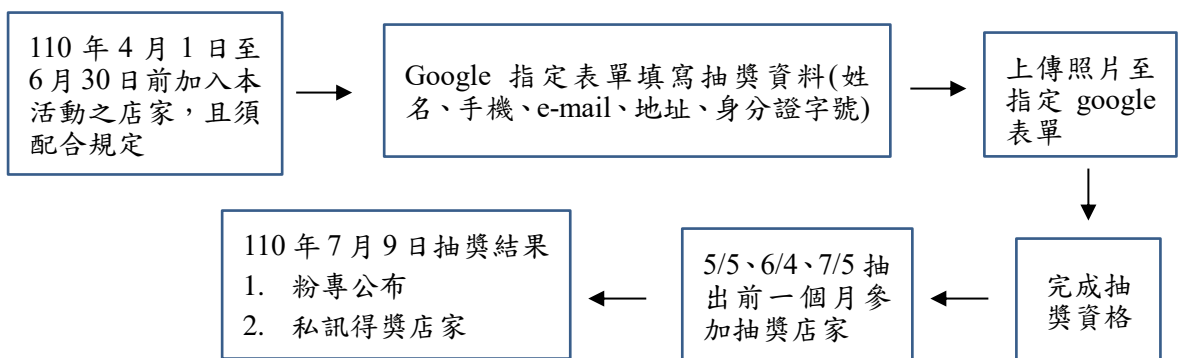 110 年 4 月 1 日至
6 月 30 日前加入本
活動之店家，且須
配合規定
Google 指定表單填寫抽獎資料(姓
名、手機、e-mail、地址、身分證字號)
上傳照片至
指定 google
表單
完成抽
獎資格
5/5、6/4、7/5 抽
出前一個月參
加抽獎店家
110 年 7 月 9 日抽獎結果
1. 粉專公布
2. 私訊得獎店家